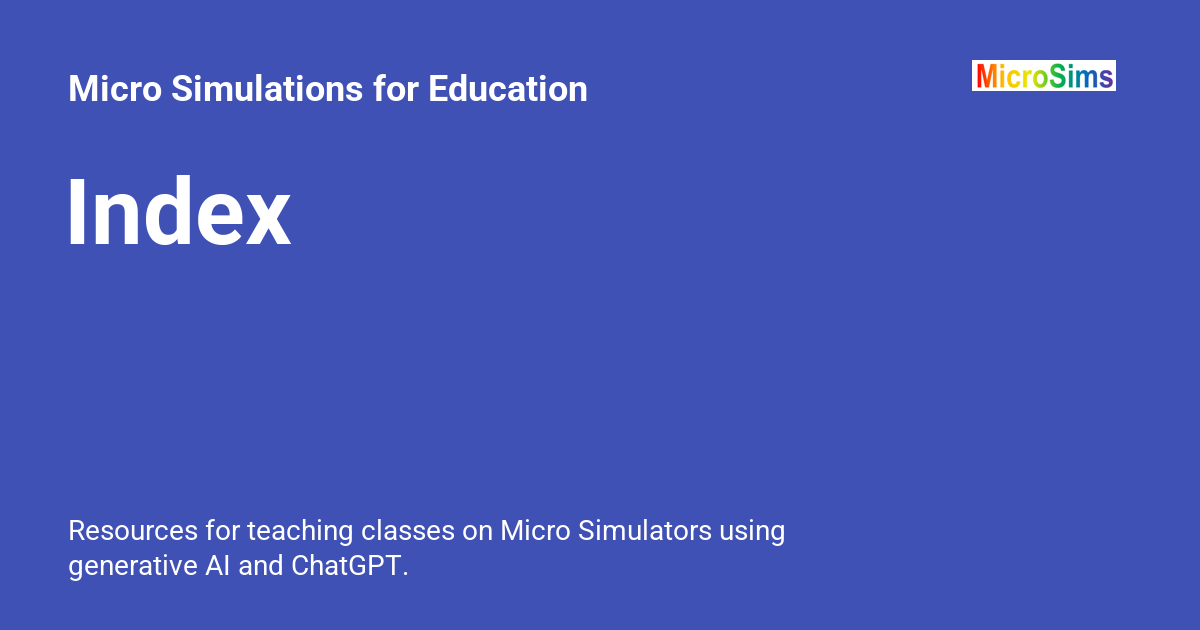 Micro Simulations for Education
MicroSims
Index
Resources for teaching classes on Micro Simulators using
generative AI and ChatGPT.